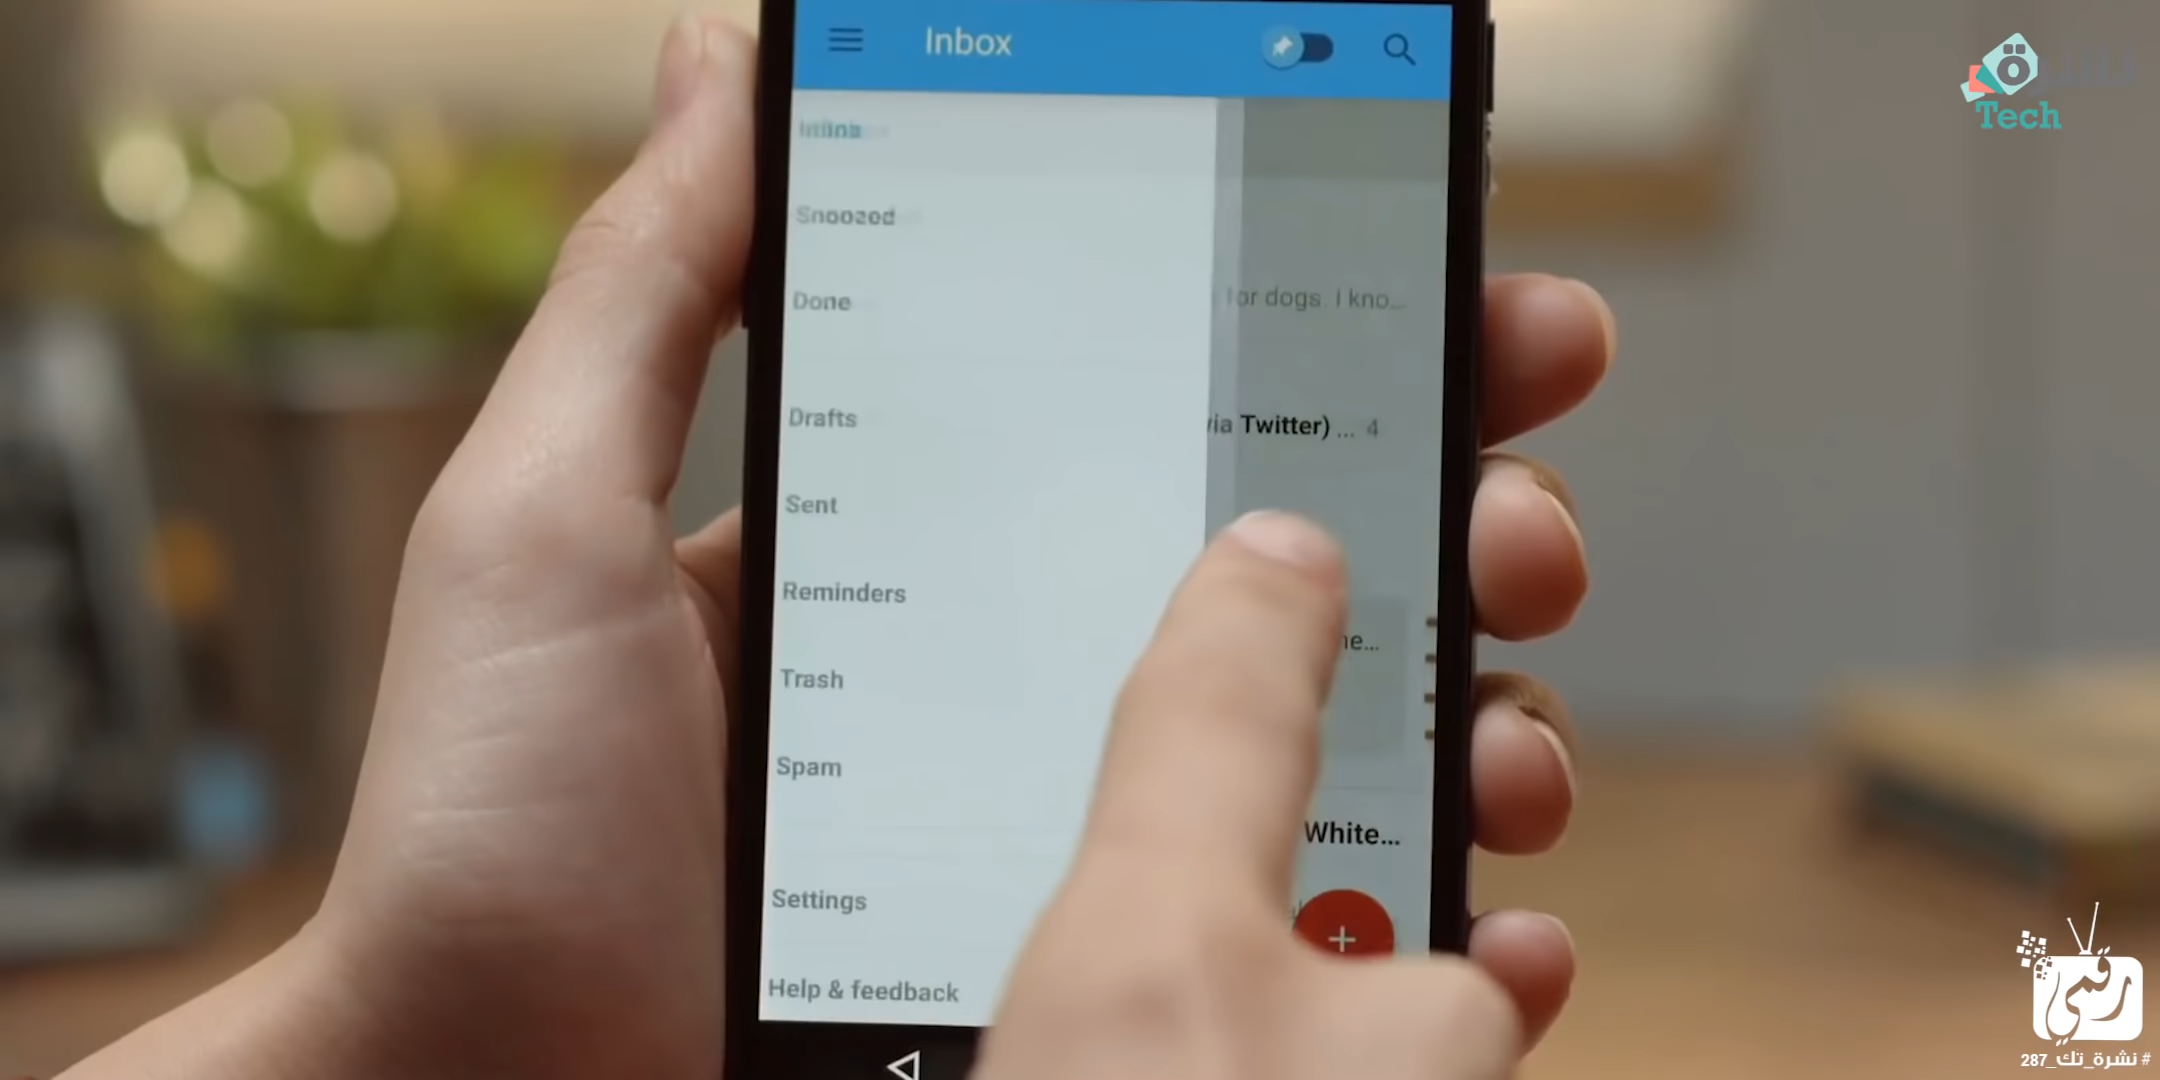 Inbox
Tech
Snoozed
Done
for dogs. I kno...
Drafts
via Twitter) ... 4
Sent
Reminders
Trash
Spam
White...
Settings
+
Help & feedback
رقمي
# نشرة_تك_287